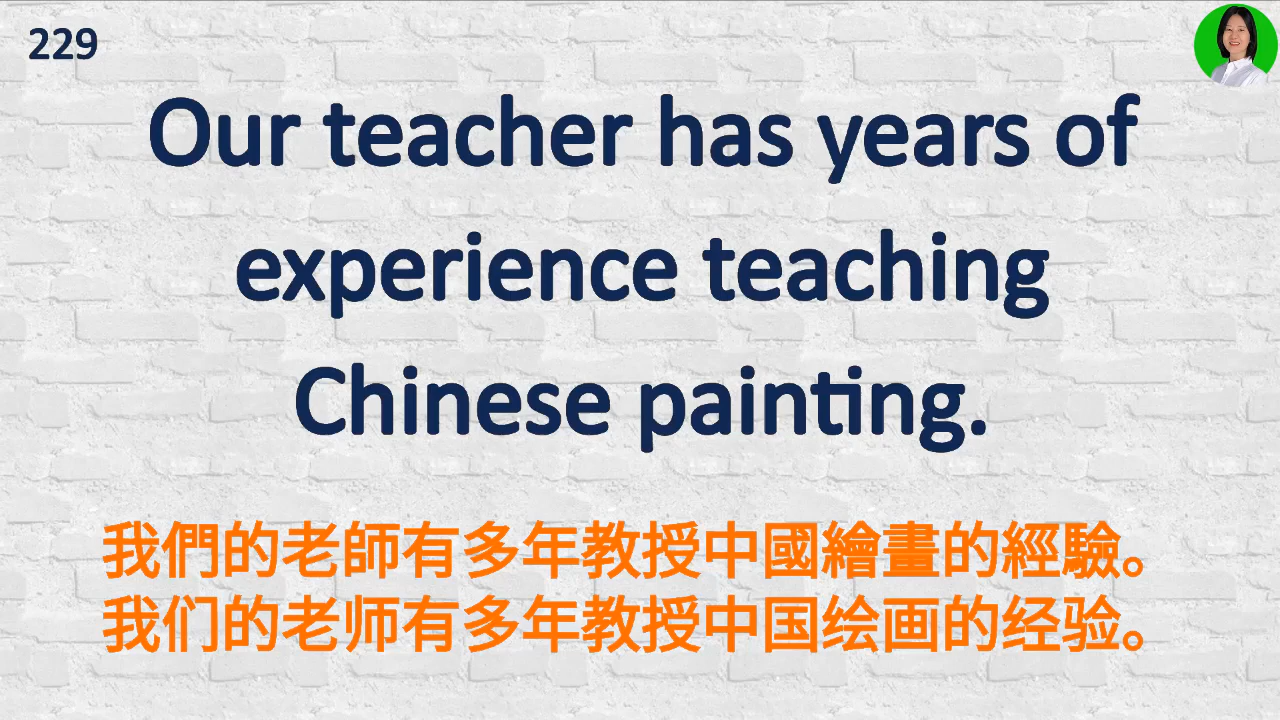 229
Our teacher has years of
experience teaching
Chinese painting.
我們的老師有多年教授中國繪畫的經驗。
我们的老师有多年教授中国绘画的经验。